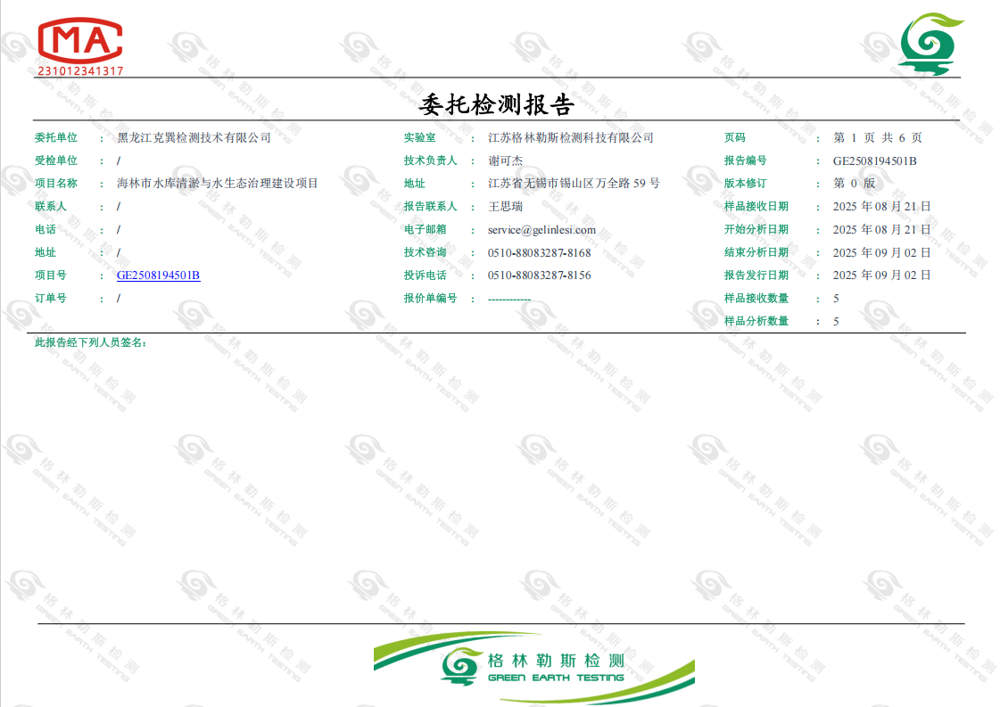 CMA
231012341317
委托检测报告
委托单位 : 黑龙江克巽检测技术有限公司 实验室 : 江苏格林勒斯检测科技有限公司 页码 : 第 1 页 共 6 页
受检单位 : / 技术负责人 : 谢可杰 报告编号 : GE2508194501B
项目名称 : 海林市水库清淤与水生态治理建设项目 地址 : 江苏省无锡市锡山区万全路 59 号 版本修订 : 第 0 版
联系人 : / 报告联系人 : 王思瑞 样品接收日期 : 2025 年 08 月 21 日
电话 : / 电子邮箱 : service@gelinlesi.com 开始分析日期 : 2025 年 08 月 21 日
地址 : / 技术咨询 : 0510-88083287-8168 结束分析日期 : 2025 年 09 月 02 日
项目号 : GE2508194501B 投诉电话 : 0510-88083287-8156 报告发行日期 : 2025 年 09 月 02 日
订单号 : / 报价单编号 : ------------ 样品接收数量 : 5
样品分析数量 : 5
此报告经下列人员签名:
格林勒斯检测
GREEN EARTH TESTING